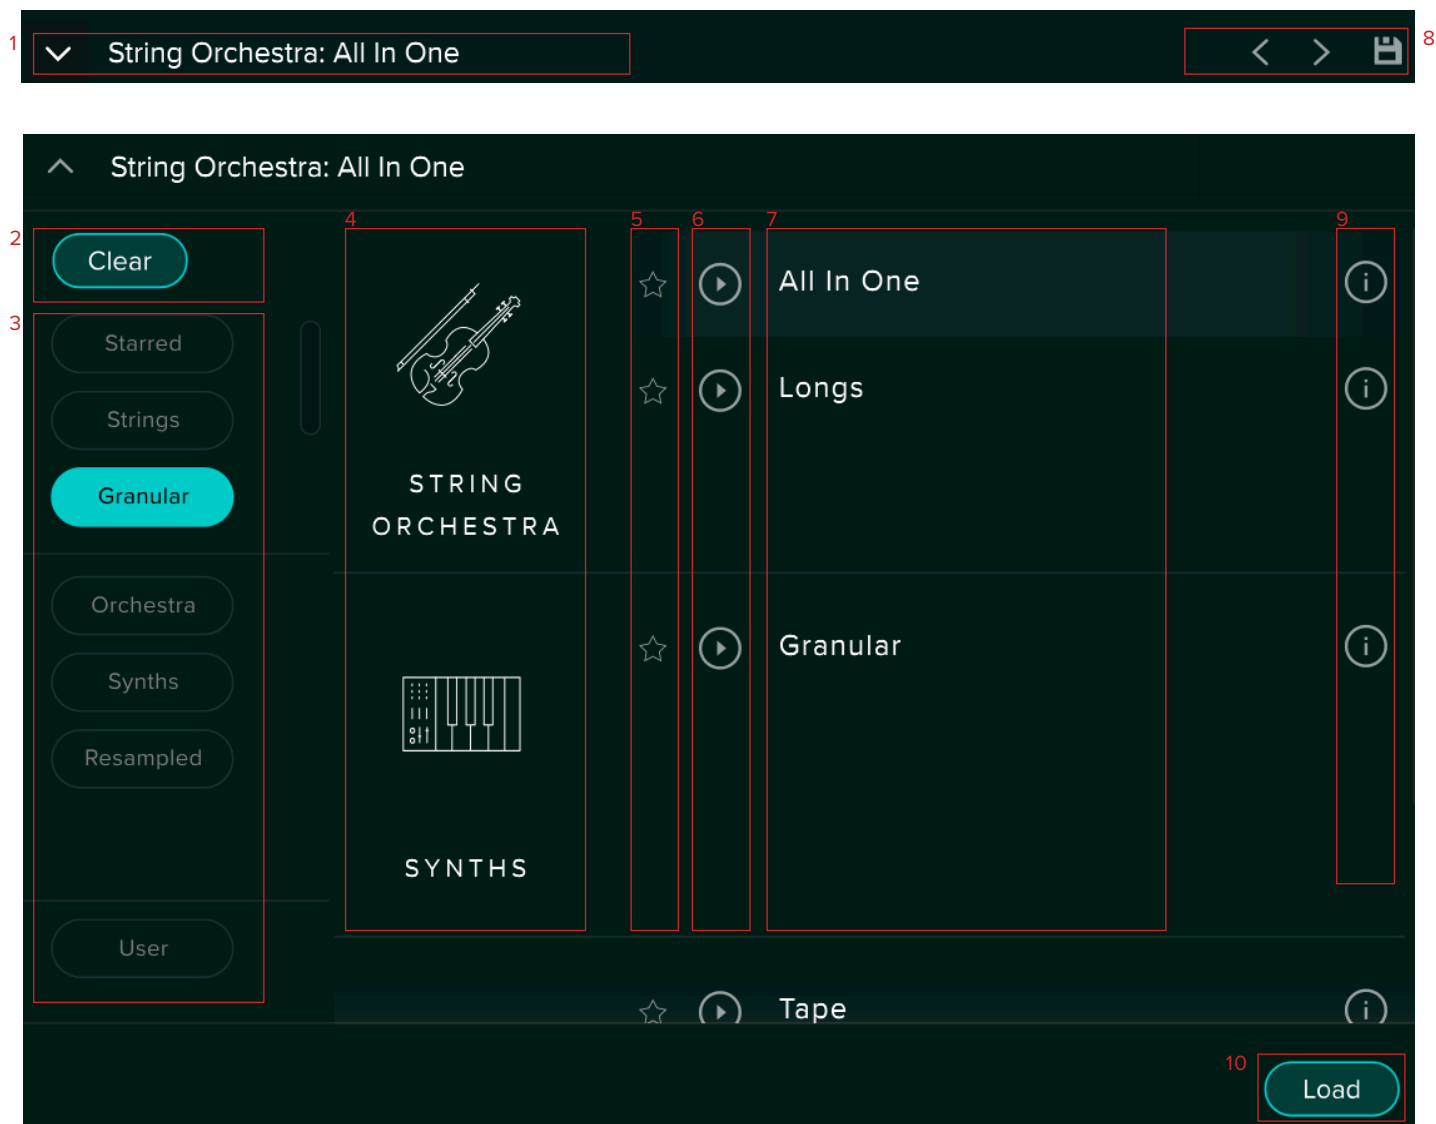 1
String Orchestra: All In One
8
String Orchestra: All In One
2
Clear
3
Starred
Strings
Granular
Orchestra
Synths
Resampled
User
4
STRING
ORCHESTRA
SYNTHS
5
6
7
All In One
Longs
Granular
Tape
9
10
Load